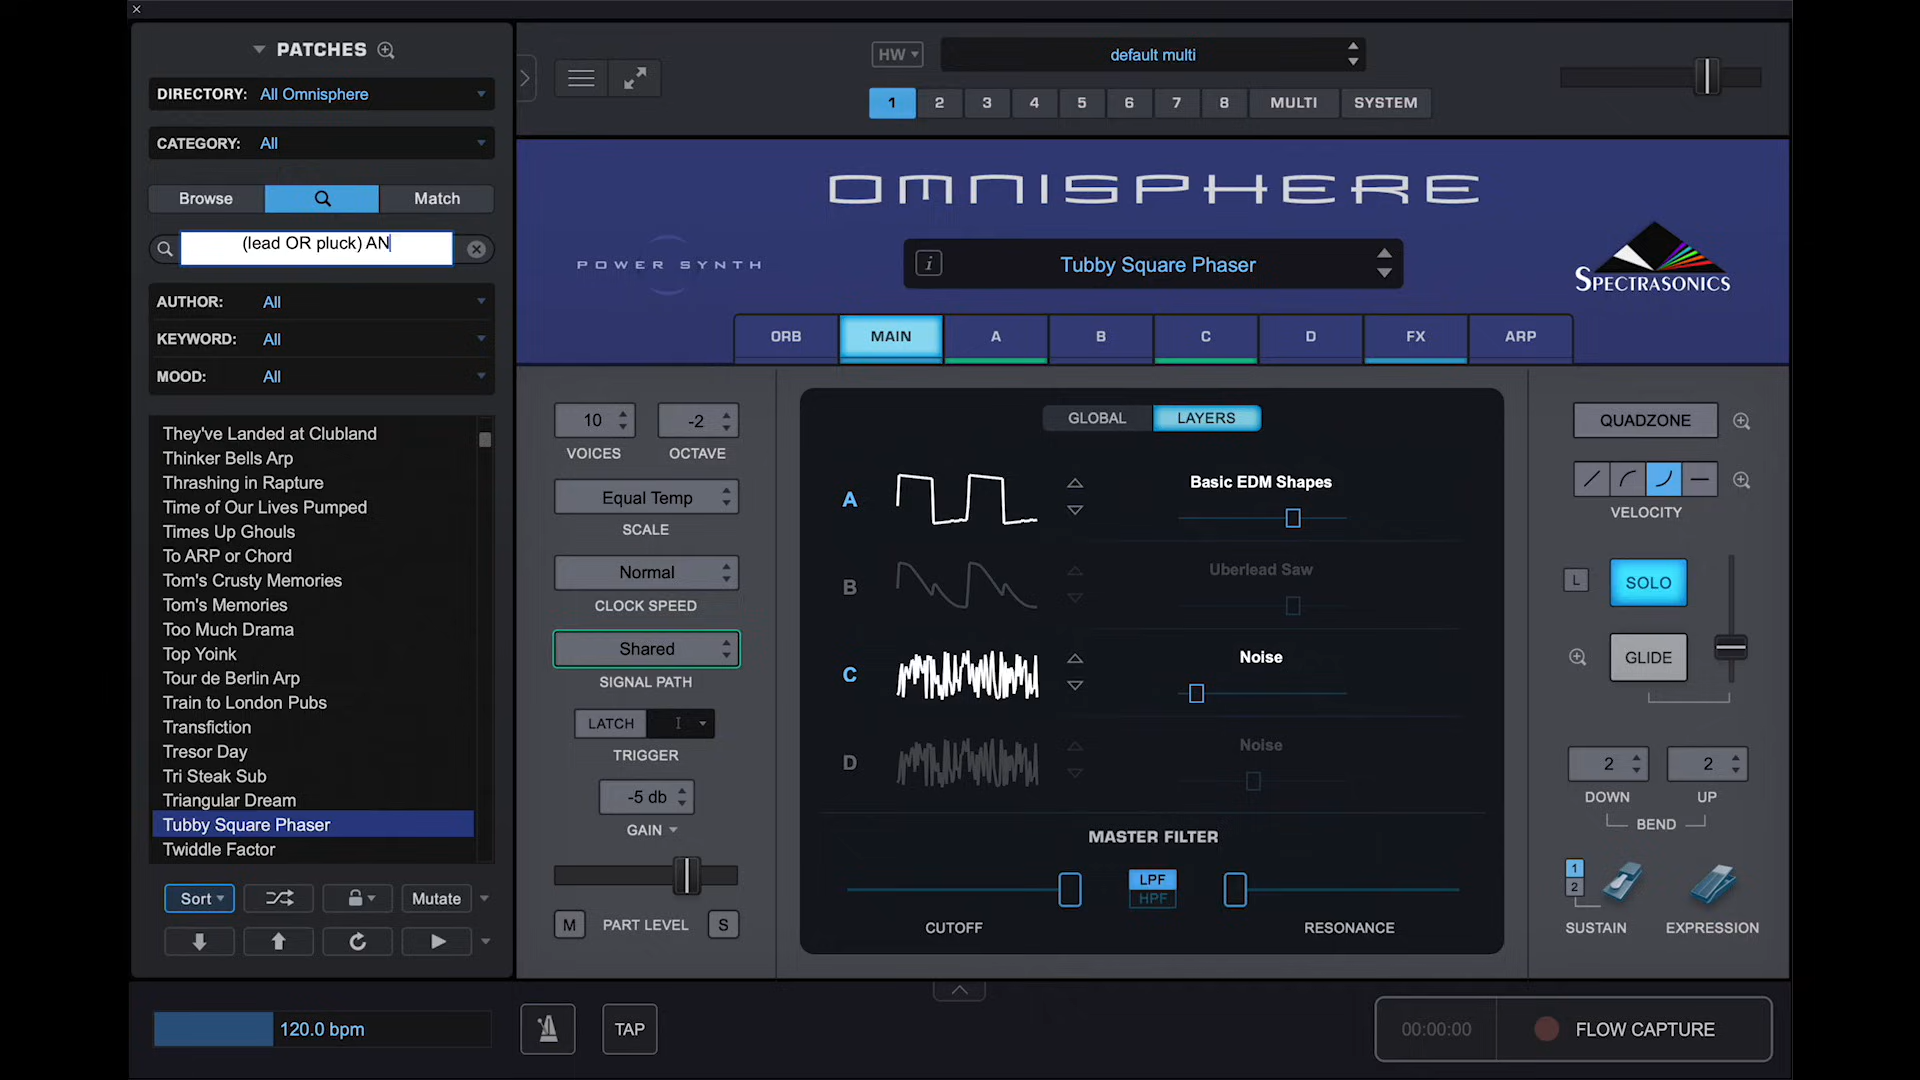 PATCHES
DIRECTORY: All Omnisphere
CATEGORY: All
Browse
Match
(lead OR pluck) AN
AUTHOR: All
KEYWORD: All
MOOD: All
They've Landed at Clubland
Thinker Bells Arp
Thrashing in Rapture
Time of Our Lives Pumped
Times Up Ghouls
To ARP or Chord
Tom's Crusty Memories
Tom's Memories
Too Much Drama
Top Yoink
Tour de Berlin Arp
Train to London Pubs
Transfiction
Tresor Day
Tri Steak Sub
Triangular Dream
Tubby Square Phaser
Twiddle Factor
Sort
Mutate
HW
default multi
1 2 3 4 5 6 7 8 MULTI SYSTEM
OMNISPHERE
POWER SYNTH
i
Tubby Square Phaser
SPECTRASONICS
ORB MAIN A B C D FX ARP
10
VOICES
-2
OCTAVE
Equal Temp
SCALE
Normal
CLOCK SPEED
Shared
SIGNAL PATH
LATCH
TRIGGER
-5 db
GAIN
M PART LEVEL S
GLOBAL LAYERS
A
Basic EDM Shapes
B
Uberlead Saw
C
Noise
D
Noise
MASTER FILTER
LPF
HPF
CUTOFF
RESONANCE
QUADZONE
VELOCITY
L
SOLO
GLIDE
2
DOWN
2
UP
BEND
1
2
SUSTAIN
EXPRESSION
120.0 bpm
TAP
00:00:00
FLOW CAPTURE